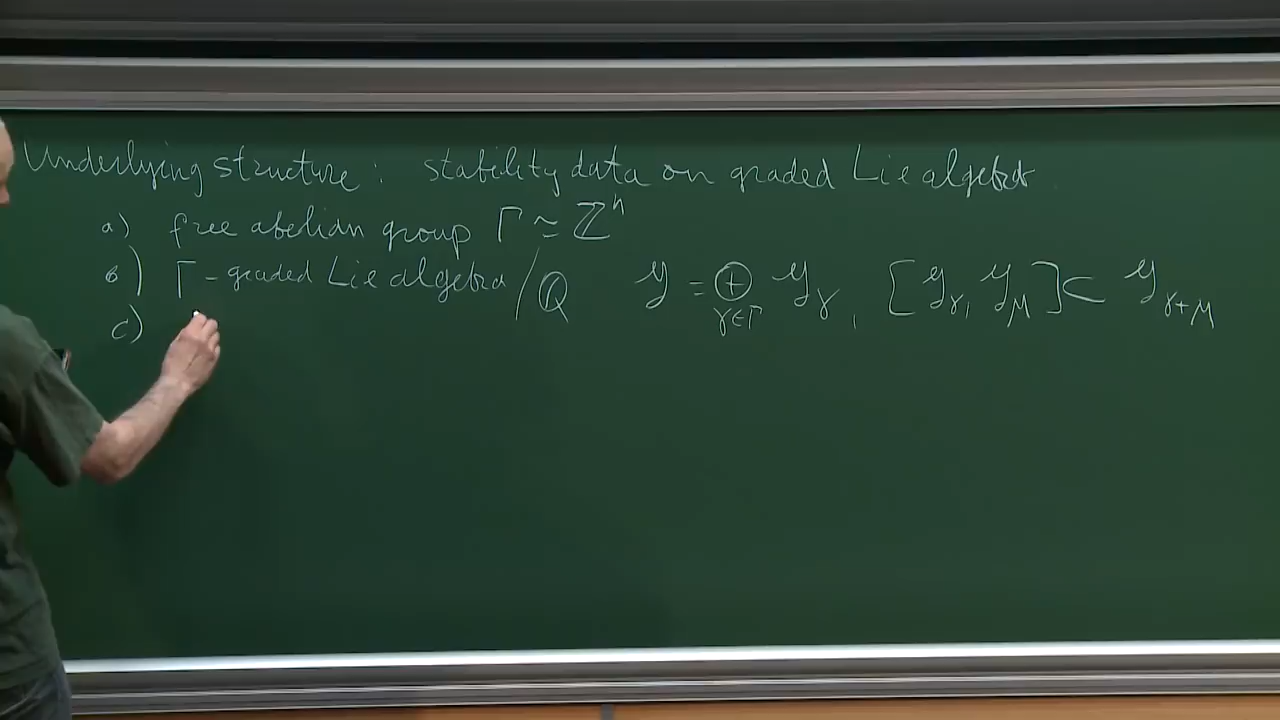 Underlying structure: stability data on graded Lie algebra
a) free abelian group Γ ≃ ℤⁿ
b) Γ-graded Lie algebra/ℚ 𝔤 = ⊕_{γ∈Γ} 𝔤_γ, [𝔤_γ, 𝔤_μ] ⊂ 𝔤_{γ+μ}
c)